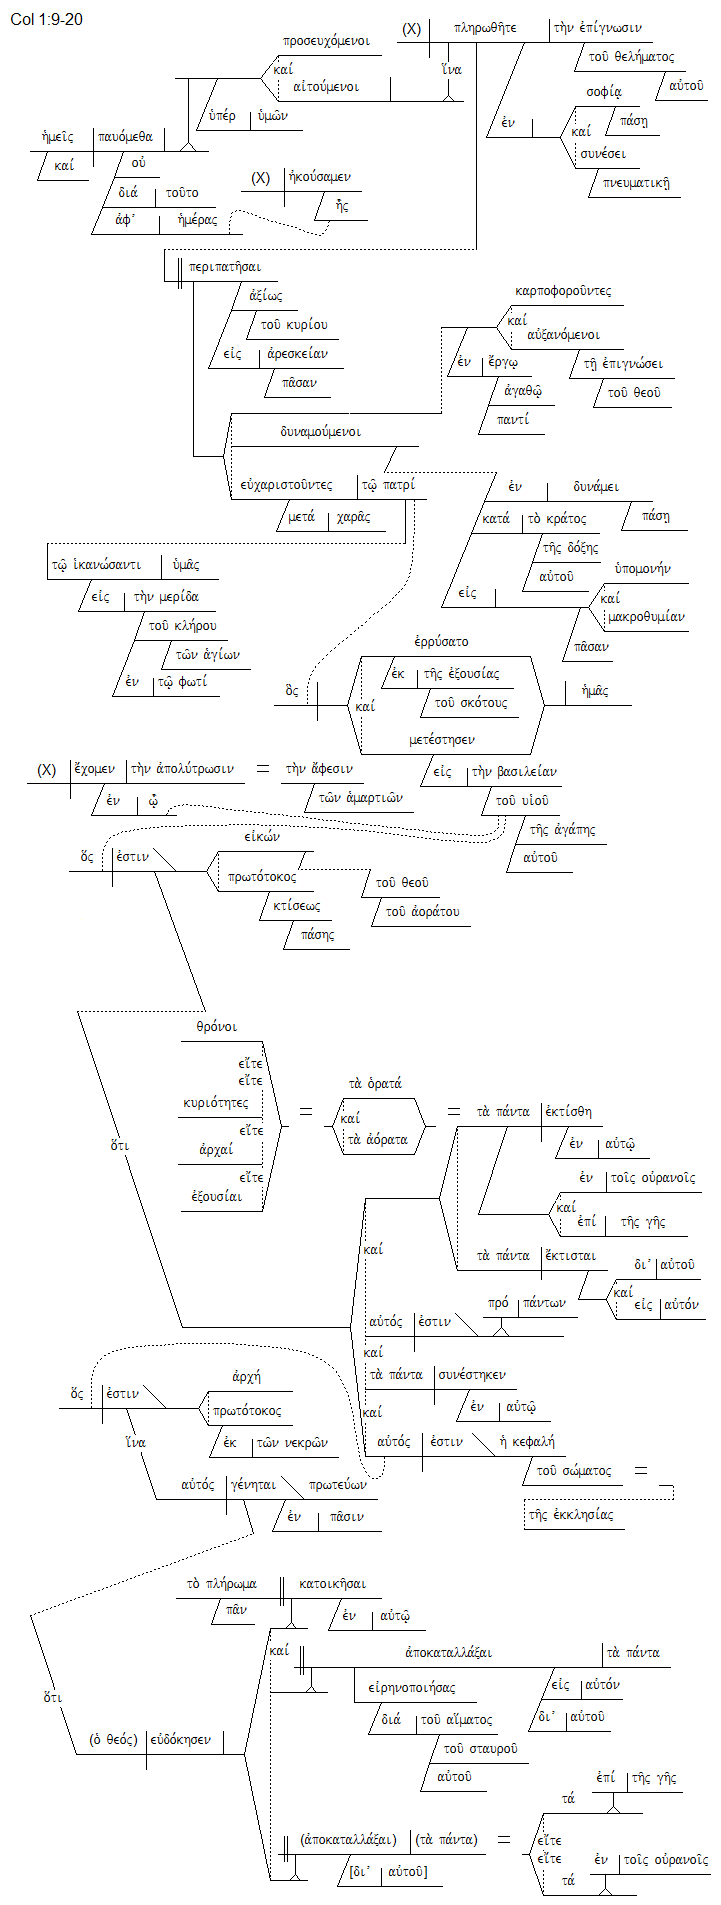 Col 1:9-20
προσευχόμενοι
(X) πληρωθῆτε τὴν ἐπίγνωσιν
καί ἵνα
τοῦ θελήματος
αἰτούμενοι
αὐτοῦ
σοφίᾳ
ὑπέρ ὑμῶν
ἐν πάσῃ
καί
ἡμεῖς παυόμεθα
συνέσει
καί οὐ
(X) ἠκούσαμεν
πνευματικῇ
διά τοῦτο
ἧς
ἀφ’ ἡμέρας
περιπατῆσαι
ἀξίως
καρποφοροῦντες
τοῦ κυρίου
καί
αὐξανόμενοι
εἰς ἀρεσκείαν
ἐν ἔργῳ
τῇ ἐπιγνώσει
πᾶσαν
ἀγαθῷ
τοῦ θεοῦ
παντί
δυναμούμενοι
εὐχαριστοῦντες τῷ πατρί
ἐν δυνάμει
μετά χαρᾶς
κατά τὸ κράτος
πάσῃ
τῆς δόξης
τῷ ἱκανώσαντι ὑμᾶς
αὐτοῦ
ὑπομονήν
εἰς τὴν μερίδα
εἰς
καί
τοῦ κλήρου
μακροθυμίαν
τῶν ἁγίων
ἐρρύσατο
πᾶσαν
ἐν τῷ φωτί
ἐκ τῆς ἐξουσίας
ὃς
ἡμᾶς
καί
τοῦ σκότους
μετέστησεν
(X) ἔχομεν τὴν ἀπολύτρωσιν = τὴν ἄφεσιν
εἰς τὴν βασιλείαν
ἐν ᾧ
τῶν ἁμαρτιῶν
τοῦ υἱοῦ
τῆς ἀγάπης
εἰκών
ὅς ἐστιν
αὐτοῦ
πρωτότοκος
τοῦ θεοῦ
κτίσεως
τοῦ ἀοράτου
πάσης
θρόνοι
εἴτε
εἴτε
τὰ ὁρατά
κυριότητες
= καί = τὰ πάντα ἐκτίσθη
εἴτε
τὰ ἀόρατα
ὅτι
ἀρχαί
ἐν αὐτῷ
εἴτε
ἐν τοῖς οὐρανοῖς
ἐξουσίαι
καί
ἐπί τῆς γῆς
καί
τὰ πάντα ἔκτισται
δι’ αὐτοῦ
καί
πρό πάντων
εἰς αὐτόν
αὐτός ἐστιν
καί
τὰ πάντα συνέστηκεν
ἀρχή
ὅς ἐστιν
ἐν αὐτῷ
πρωτότοκος
καί
ἐκ τῶν νεκρῶν
αὐτός ἐστιν ἡ κεφαλή
ἵνα
τοῦ σώματος =
αὐτός γένηται πρωτεύων
ἐν πᾶσιν
τῆς ἐκκλησίας
τὸ πλήρωμα κατοικῆσαι
πᾶν
ἐν αὐτῷ
καί
ἀποκαταλλάξαι τὰ πάντα
εἰρηνοποιήσας
εἰς αὐτόν
ὅτι
διά τοῦ αἵματος
δι’ αὐτοῦ
(ὁ θεός) εὐδόκησεν
τοῦ σταυροῦ
αὐτοῦ
ἐπί τῆς γῆς
τά
(ἀποκαταλλάξαι) (τὰ πάντα) =
εἴτε
εἴτε
[δι’ αὐτοῦ]
ἐν τοῖς οὐρανοῖς
τά